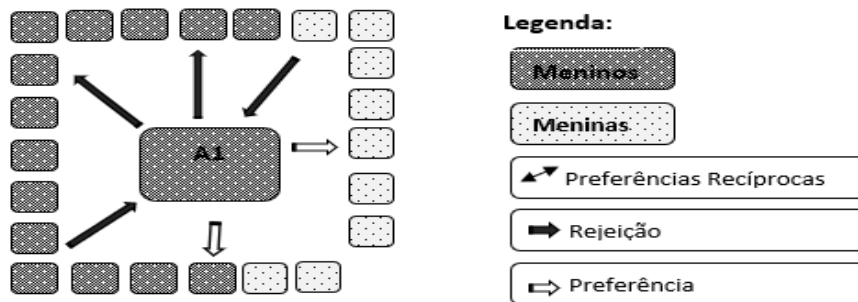 Legenda:
Meninos
A1
Meninas
Preferências Recíprocas
Rejeição
Preferência